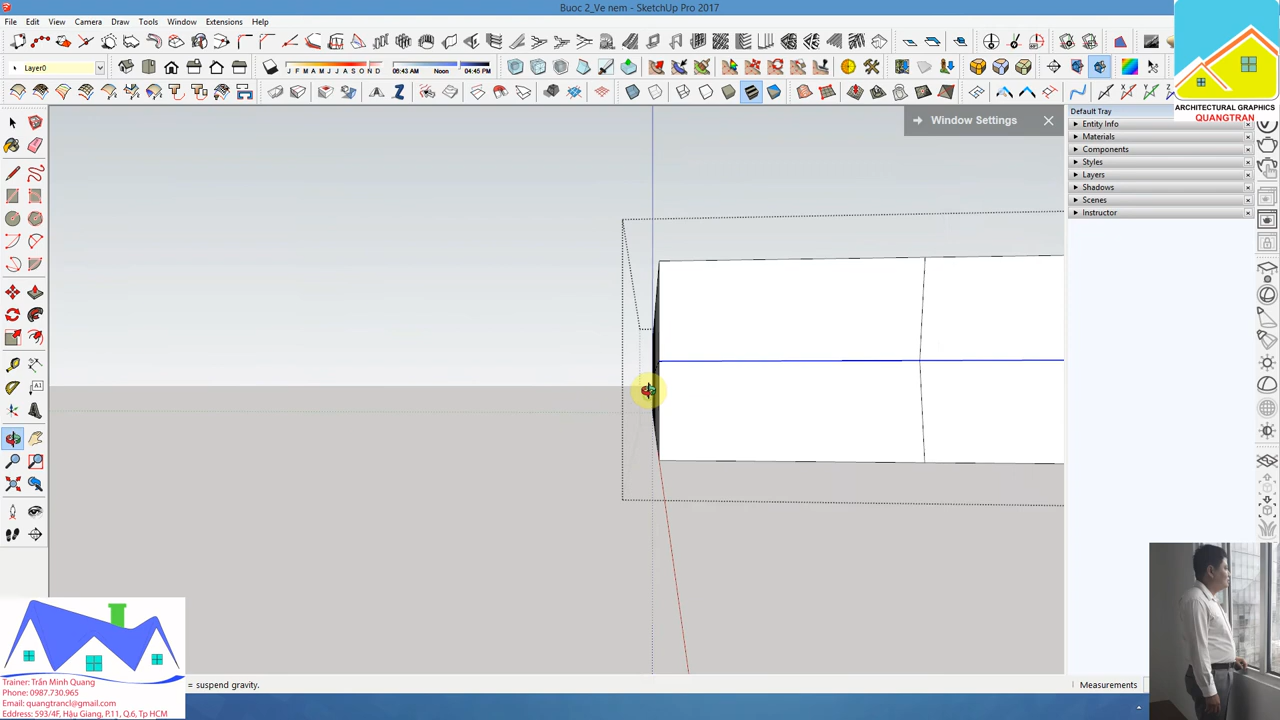 Buoc 2_Ve nem - SketchUp Pro 2017
File Edit View Camera Draw Tools Window Extensions Help
Layer0
J F M A M J J A S O N D
06:43 AM Noon 04:45 PM
Window Settings
Default Tray
Entity Info
Materials
Components
Styles
Layers
Shadows
Scenes
Instructor
ARCHITECTURAL GRAPHICS
QUANGTRAN
Trainer: Trần Minh Quang
Phone: 0987.730.965
Email: quangtrancl@gmail.com
Eddress: 593/4F, Hậu Giang, P.11, Q.6, Tp HCM
= suspend gravity.
Measurements